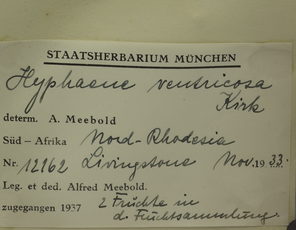 STAATSHERBARIUM MÜNCHEN
Hyphaene ventricosa
Kirk
determ. A. Meebold
Süd – Afrika Nord-Rhodesia
Nr. 12262 Livingstone Nov. 1933.
Leg. et ded. Alfred Meebold.
zugegangen 1937 2 Früchte in
d. Fruchtsammlung.